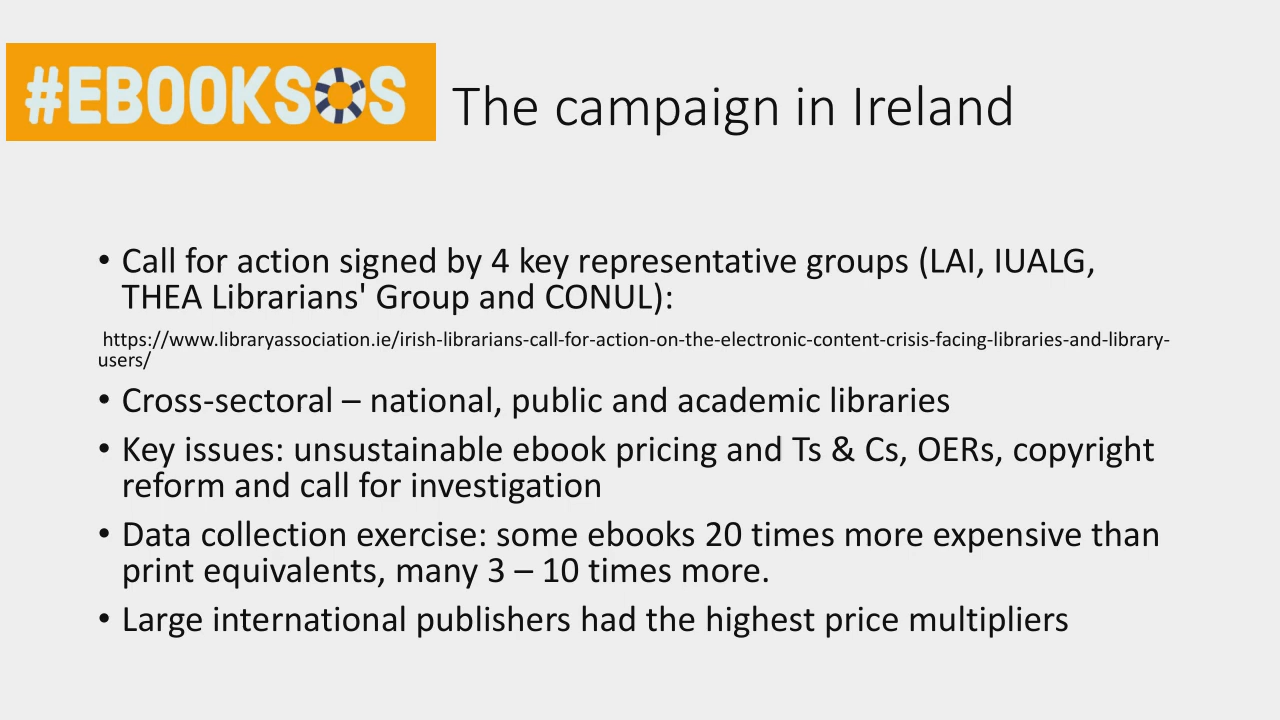 #EBOOKSOS
The campaign in Ireland
• Call for action signed by 4 key representative groups (LAI, IUALG,
THEA Librarians' Group and CONUL):
https://www.libraryassociation.ie/irish-librarians-call-for-action-on-the-electronic-content-crisis-facing-libraries-and-library-
users/
• Cross-sectoral – national, public and academic libraries
• Key issues: unsustainable ebook pricing and Ts & Cs, OERs, copyright
reform and call for investigation
• Data collection exercise: some ebooks 20 times more expensive than
print equivalents, many 3 – 10 times more.
• Large international publishers had the highest price multipliers